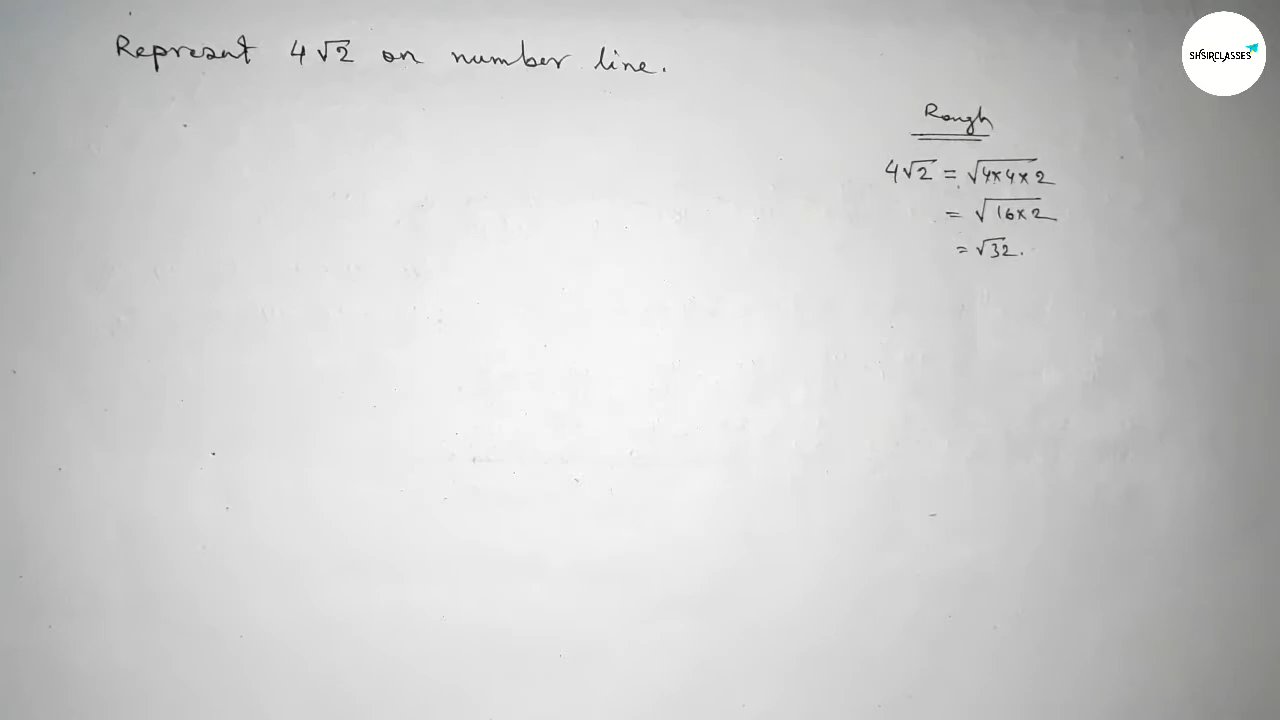 Represent 4√2 on number line.
SHSIRCLASSES
Rough
4√2 = √4×4×2
= √16×2
= √32.